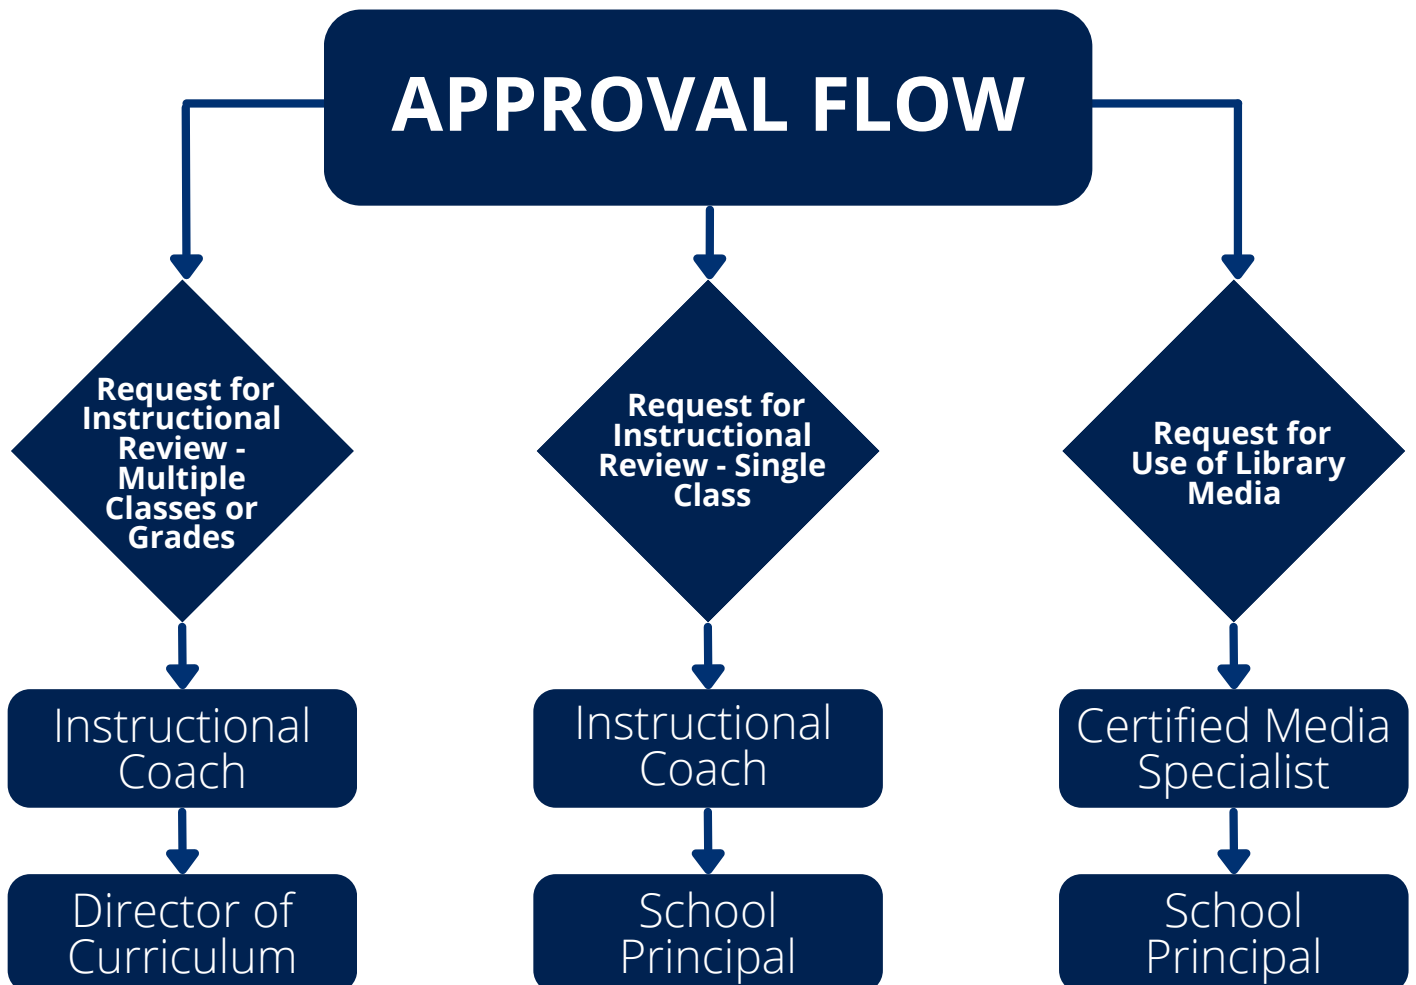 APPROVAL FLOW
Request for
Instructional
Review -
Multiple
Classes or
Grades
Request for
Instructional
Review - Single
Class
Request for
Use of Library
Media
Instructional
Coach
Instructional
Coach
Certified Media
Specialist
Director of
Curriculum
School
Principal
School
Principal